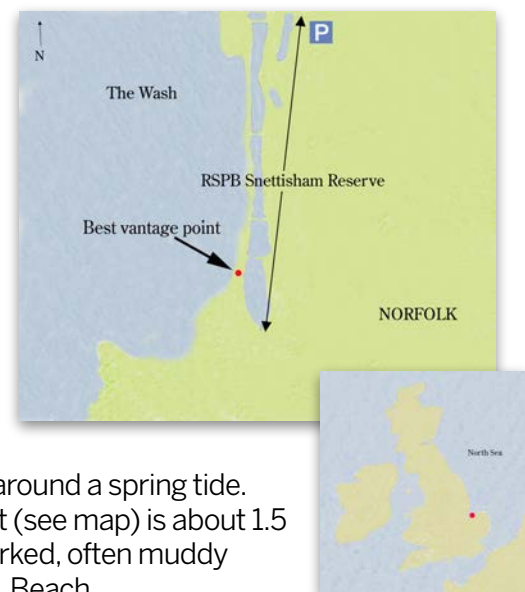 P
N
The Wash
RSPB Snettisham Reserve
Best vantage point
NORFOLK
North Sea
around a spring tide.
t (see map) is about 1.5
rked, often muddy
Beach